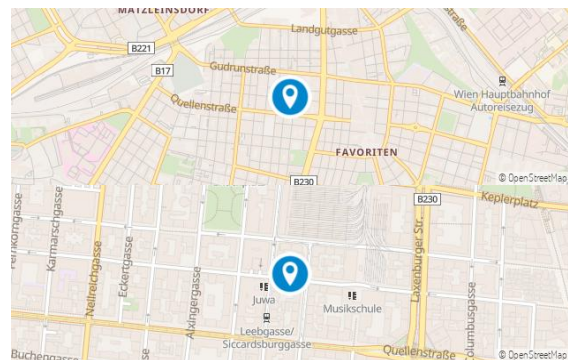 MATZLEINSDORF
Landgutgasse
B221
B17
Gudrunstraße
Quellenstraße
Wien Hauptbahnhof
Autoreisezug
FAVORITEN
B230
© OpenStreetMap
Karmarschgasse
Neilreichgasse
Eckertgasse
Alxingergasse
B230
Keplerplatz
Laxenburger Str.
Juwa
Musikschule
Leebgasse/
Siccardsburggasse
Quellenstraße
Buchengasse
© OpenStreetMap